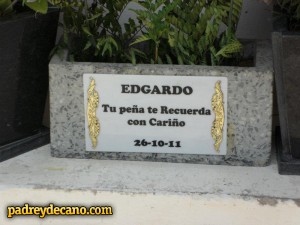 EDGARDO
Tu peña te Recuerda
con Cariño
26-10-11
padreydecano.com